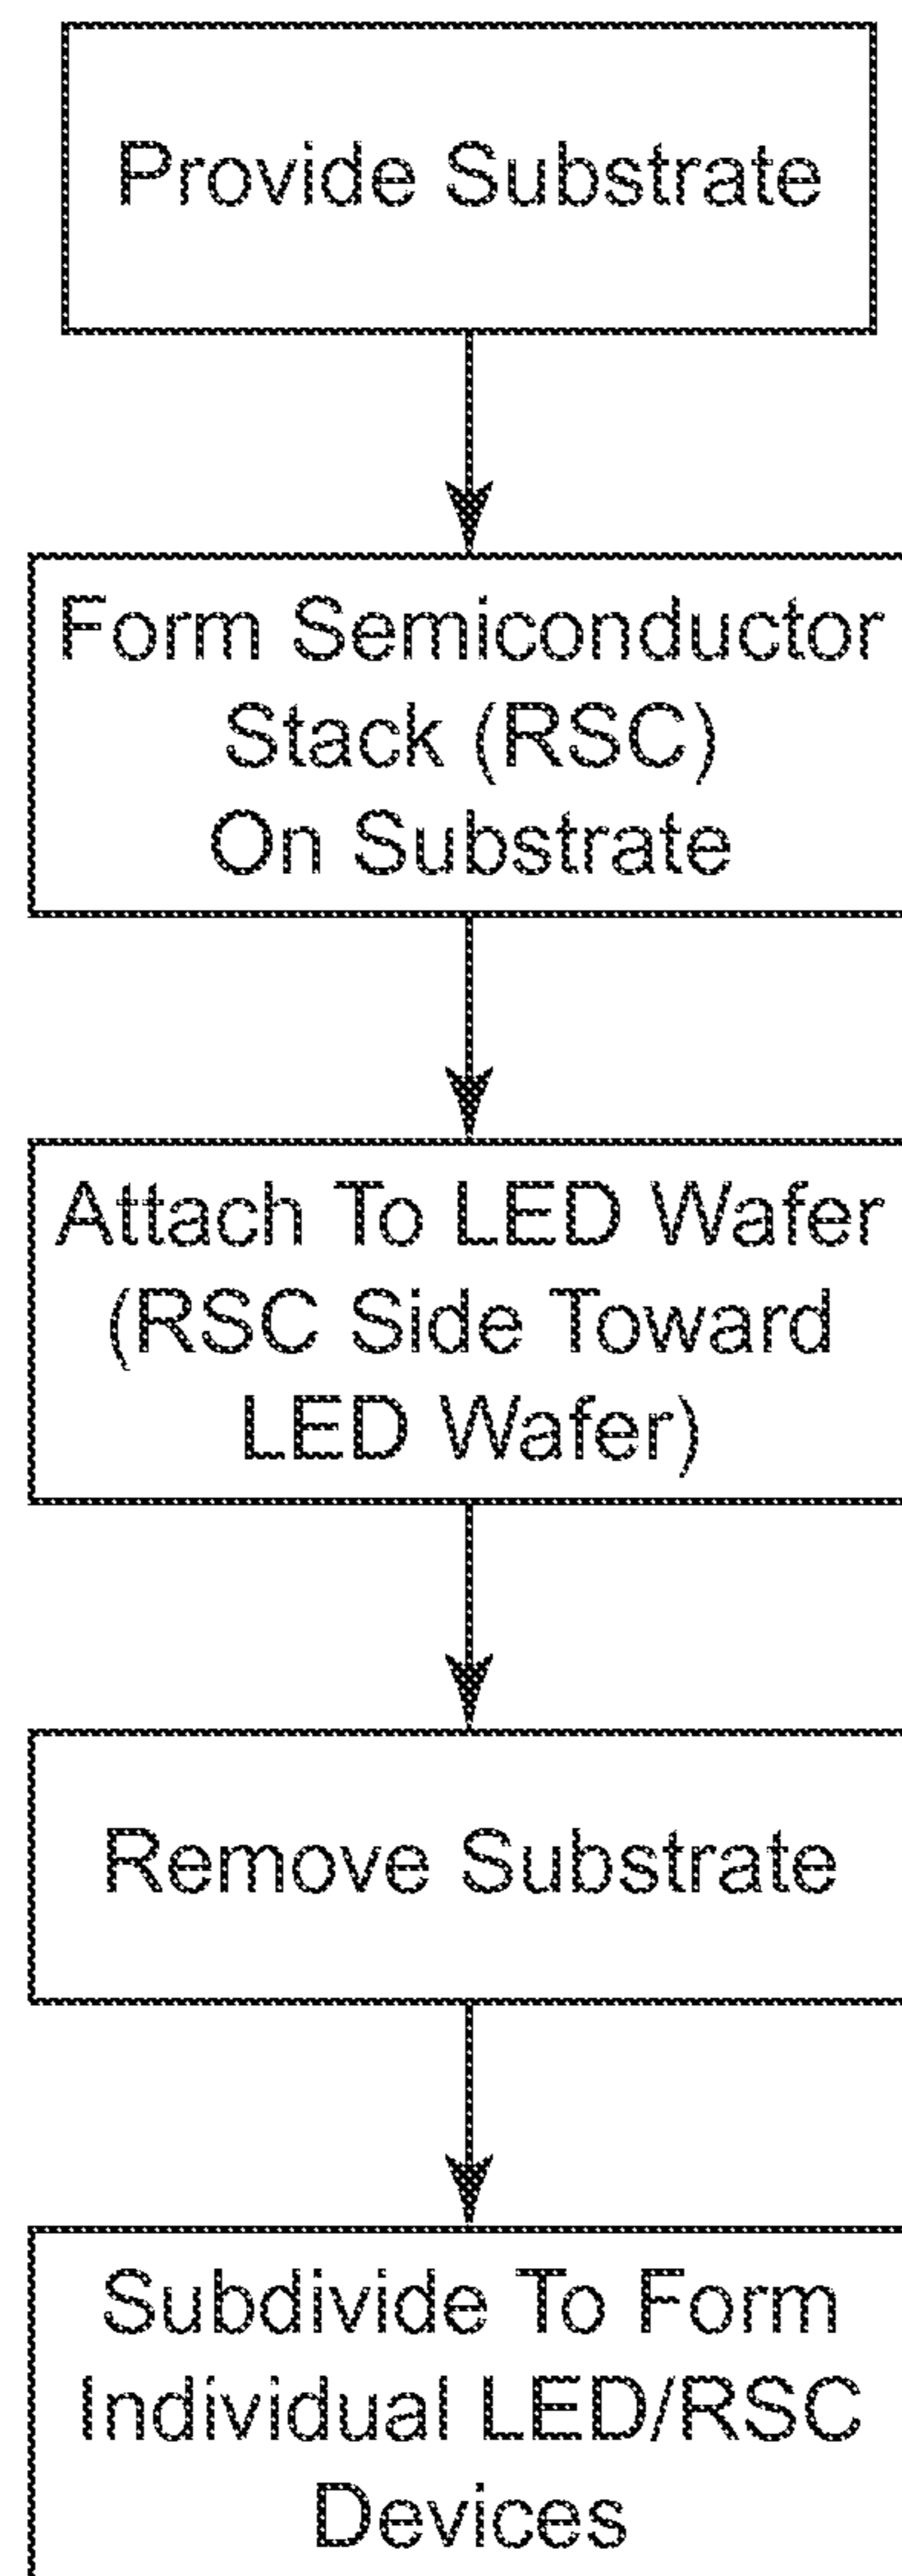 Provide Substrate
Form Semiconductor
Stack (RSC)
On Substrate
Attach To LED Wafer
(RSC Side Toward
LED Wafer)
Remove Substrate
Subdivide To Form
Individual LED/RSC
Devices